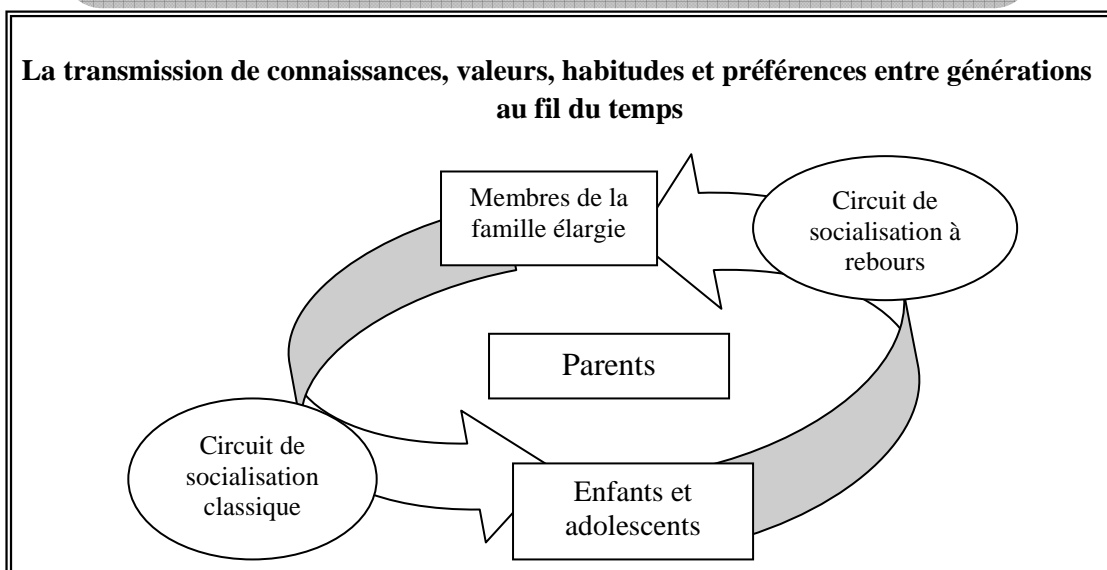 La transmission de connaissances, valeurs, habitudes et préférences entre générations
au fil du temps
Membres de la
famille élargie
Circuit de
socialisation à
rebours
Parents
Circuit de
socialisation
classique
Enfants et
adolescents